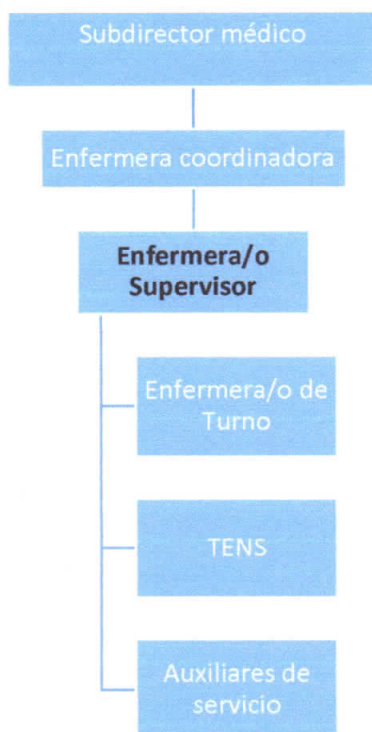 Subdirector médico
Enfermera coordinadora
Enfermera/o
Supervisor
Enfermera/o de
Turno
TENS
Auxiliares de
servicio